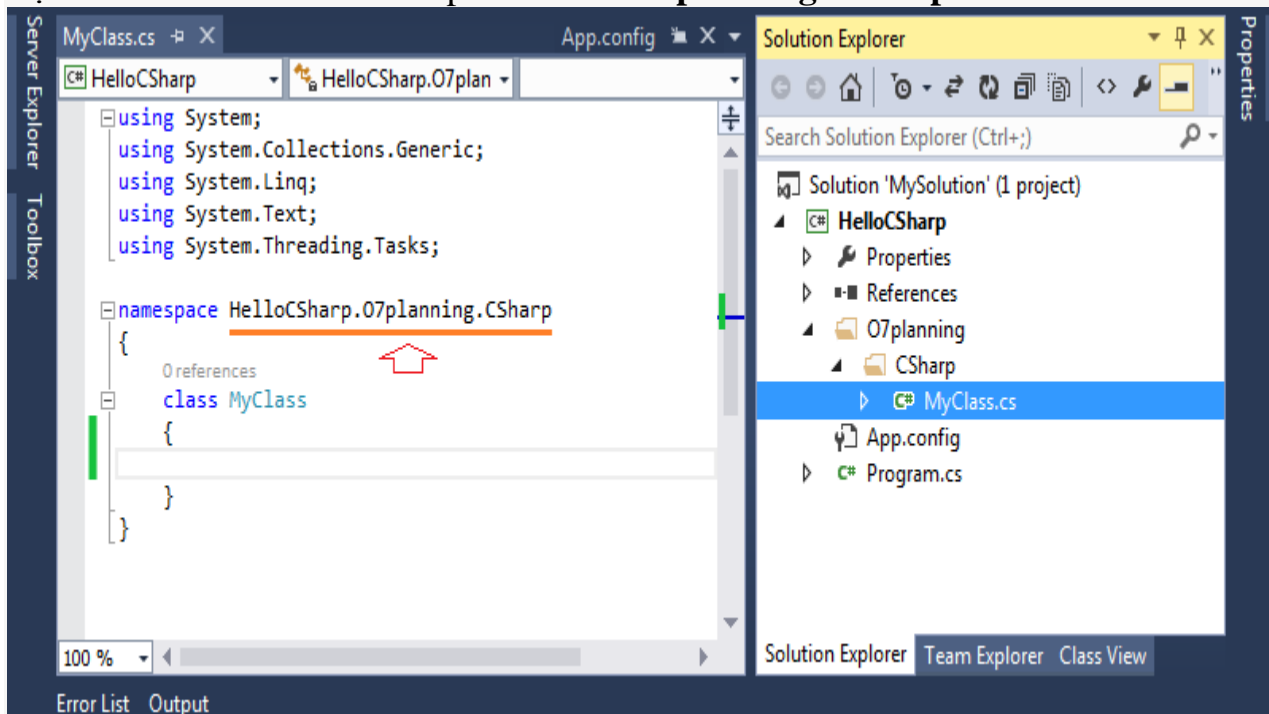 Server Explorer
Toolbox
MyClass.cs
App.config
C# HelloCSharp
HelloCSharp.O7plan
using System;
using System.Collections.Generic;
using System.Linq;
using System.Text;
using System.Threading.Tasks;
namespace HelloCSharp.O7planning.CSharp
{
0 references
class MyClass
{
}
}
100 %
Error List Output
Solution Explorer
Search Solution Explorer (Ctrl+;)
Solution 'MySolution' (1 project)
C# HelloCSharp
Properties
References
O7planning
CSharp
C# MyClass.cs
App.config
C# Program.cs
Solution Explorer Team Explorer Class View
Properties